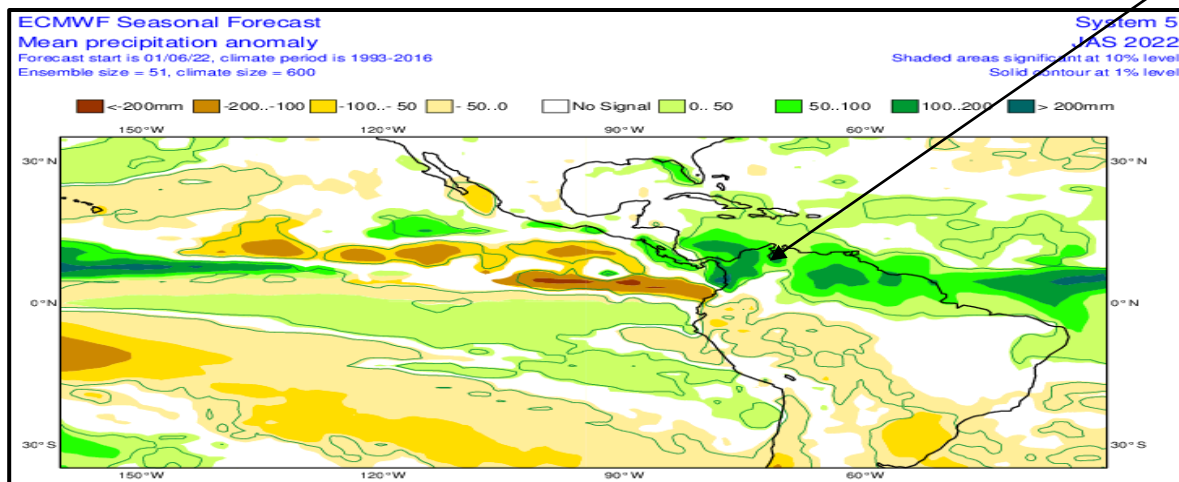 ECMWF Seasonal Forecast
System 5
Mean precipitation anomaly
JAS 2022
Forecast start is 01/06/22, climate period is 1993-2016
Shaded areas significant at 10% level
Ensemble size = 51, climate size = 600
Solid contour at 1% level
<-200mm -200..-100 -100..- 50 - 50..0 No Signal 0.. 50 50..100 100..200 > 200mm
150°W 120°W 90°W 60°W
30°N 30°N
0°N 0°N
30°S 30°S
150°W 120°W 90°W 60°W